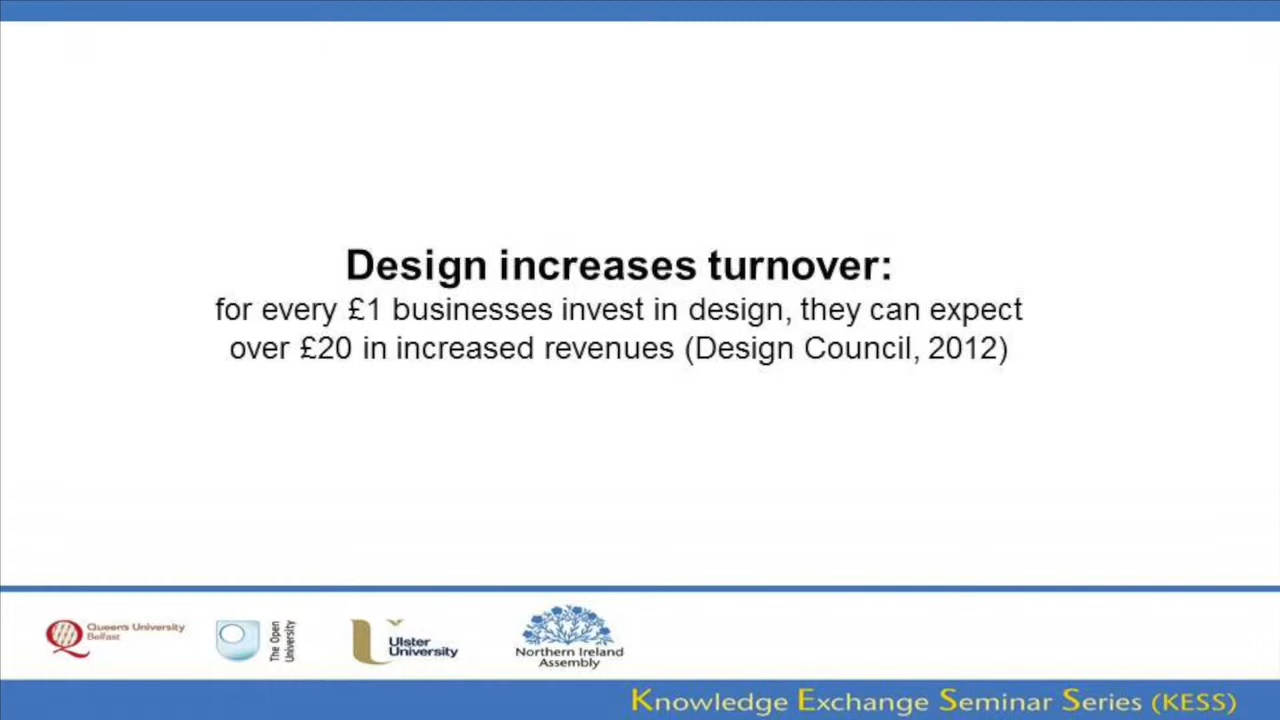 Design increases turnover:
for every £1 businesses invest in design, they can expect
over £20 in increased revenues (Design Council, 2012)
Queen's University
Belfast
The Open
University
Ulster
University
Northern Ireland
Assembly
Knowledge Exchange Seminar Series (KESS)